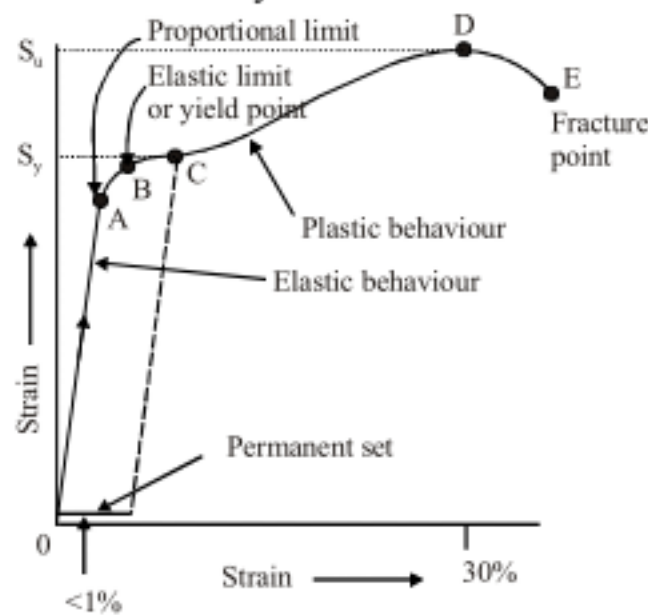 Proportional limit
D
Su
Elastic limit
or yield point
E
Fracture
point
Sy
B
C
A
Plastic behaviour
Elastic behaviour
Strain
Permanent set
0
Strain
30%
<1%